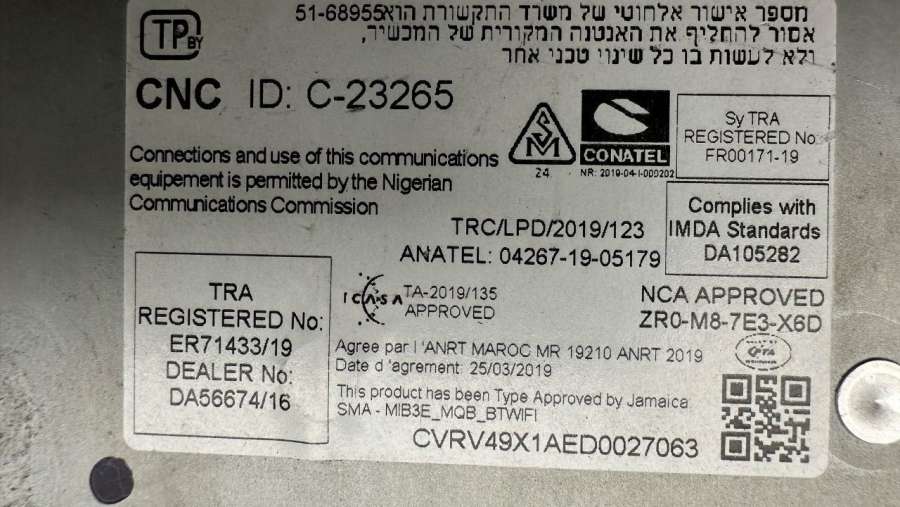 מספר אישור אלחוטי של משרד התקשורת הוא 51-68955
אסור להחליף את האנטנה המקורית של המכשיר,
ולא לעשות בו כל שינוי טכני אחר
TP BY
CNC ID: C-23265
SM
24
CONATEL
NR: 2019-04-I-000202
Sy TRA
REGISTERED No
FR00171-19
Connections and use of this communications
equipement is permitted by the Nigerian
Communications Commission
TRC/LPD/2019/123
ANATEL: 04267-19-05179
Complies with
IMDA Standards
DA105282
TRA
REGISTERED No:
ER71433/19
DEALER No:
DA56674/16
ICASA TA-2019/135
APPROVED
NCA APPROVED
ZR0-M8-7E3-X6D
PTA
Agree par l 'ANRT MAROC MR 19210 ANRT 2019
Date d 'agrement: 25/03/2019
This product has been Type Approved by Jamaica
SMA - MIB3E_MQB_BTWIFI
CVRV49X1AED0027063